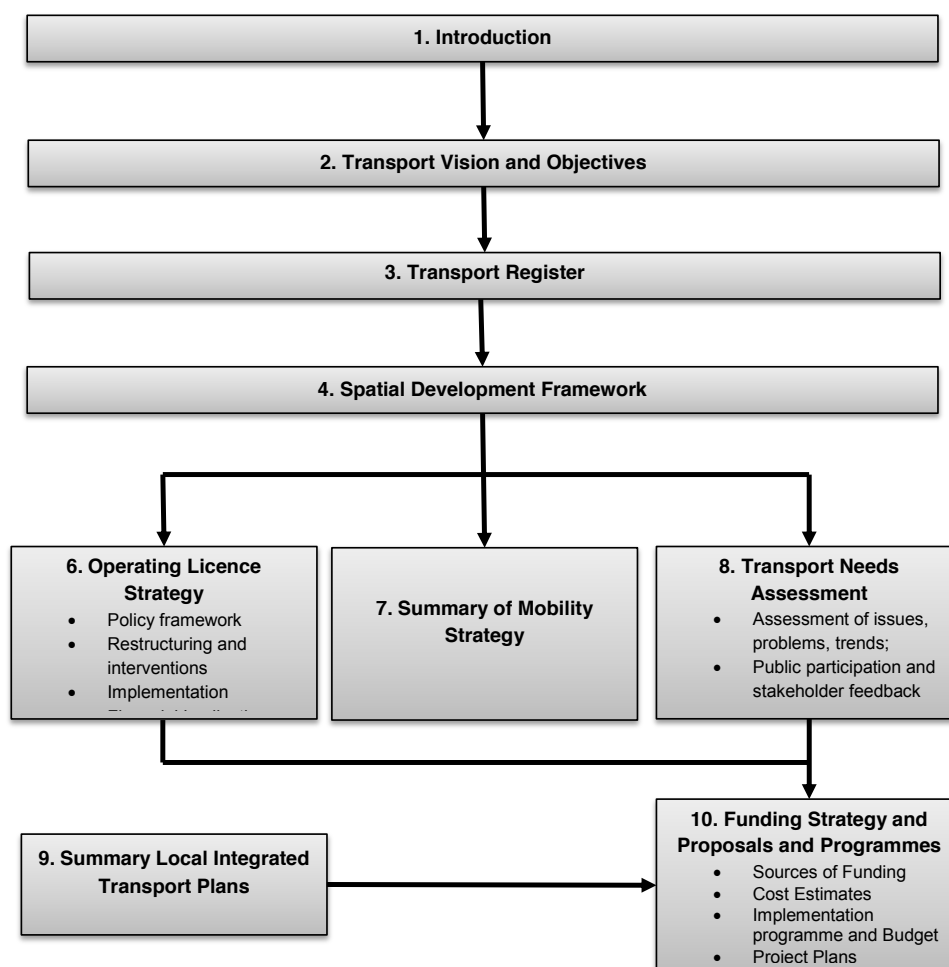 1. Introduction
2. Transport Vision and Objectives
3. Transport Register
4. Spatial Development Framework
6. Operating Licence
Strategy
• Policy framework
• Restructuring and
interventions
• Implementation
7. Summary of Mobility
Strategy
8. Transport Needs
Assessment
• Assessment of issues,
problems, trends;
• Public participation and
stakeholder feedback
9. Summary Local Integrated
Transport Plans
10. Funding Strategy and
Proposals and Programmes
• Sources of Funding
• Cost Estimates
• Implementation
programme and Budget
• Project Plans